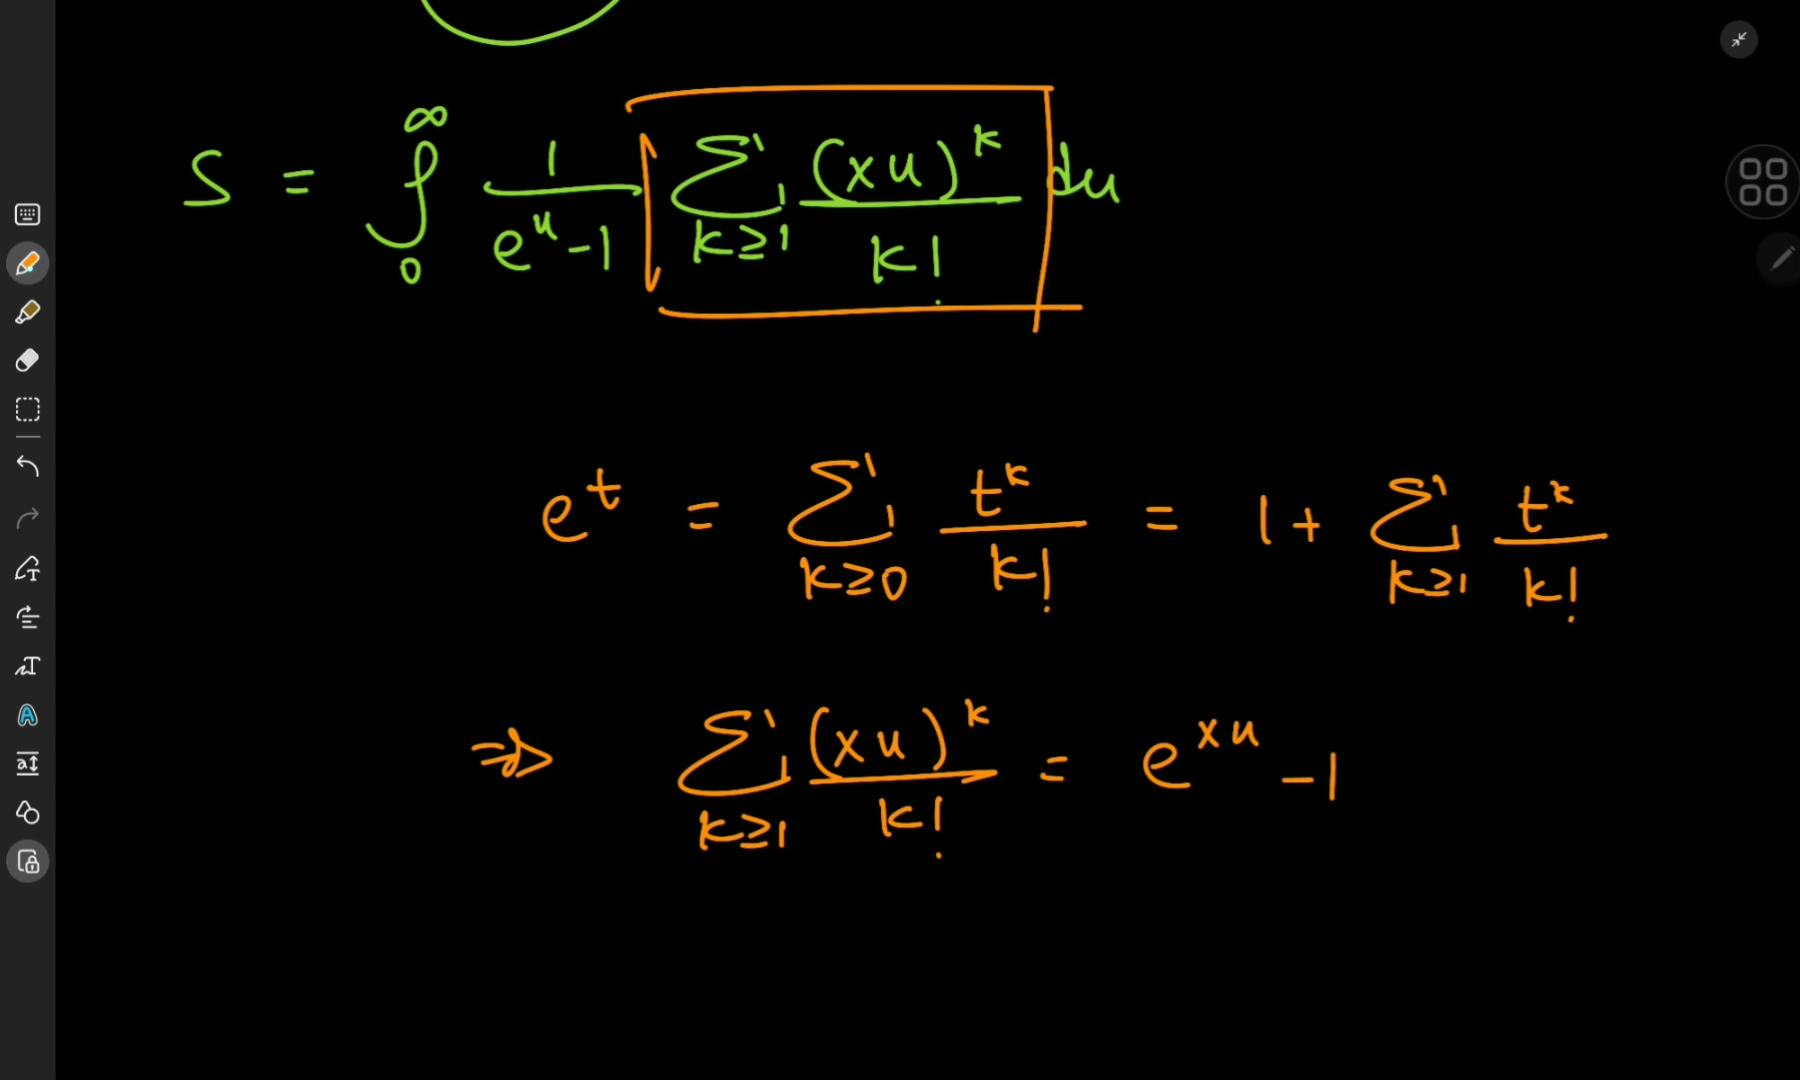 S = ∫₀^∞ 1/(e^u - 1) Σ_{k≥1} (xu)^k / k! du
e^t = Σ_{k≥0} t^k / k! = 1 + Σ_{k≥1} t^k / k!
⇒ Σ_{k≥1} (xu)^k / k! = e^{xu} - 1